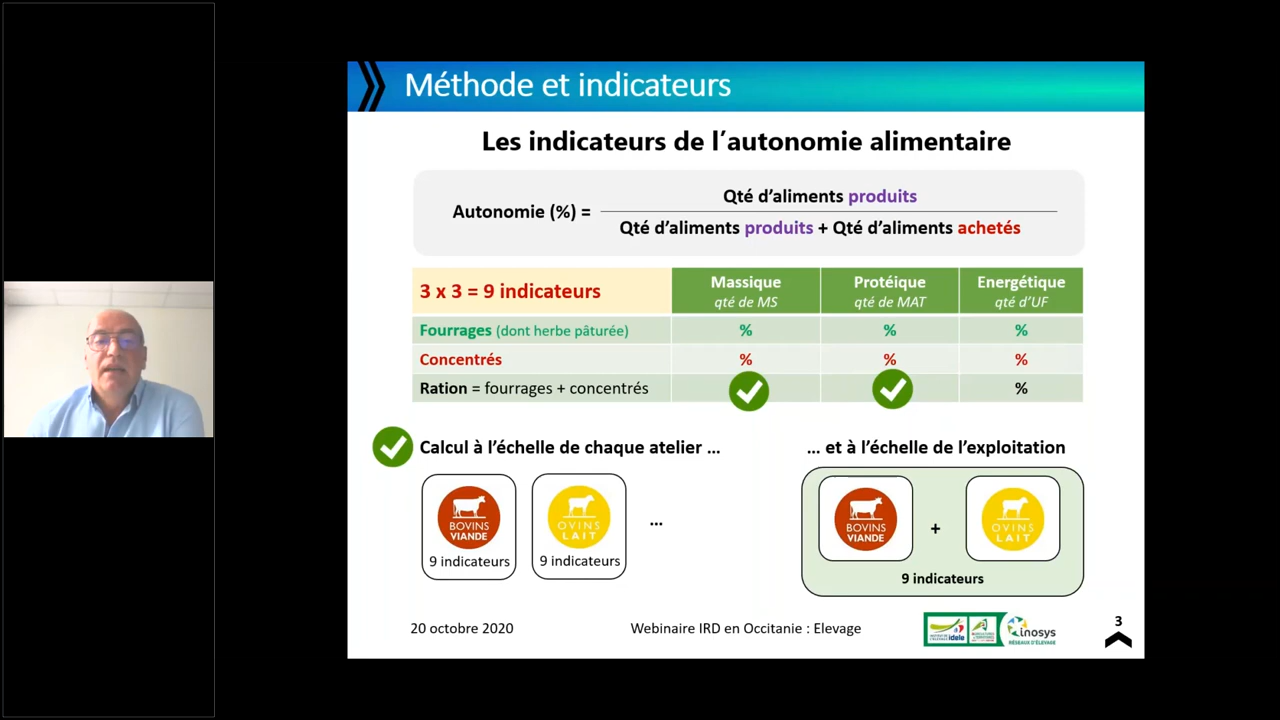 Méthode et indicateurs
Les indicateurs de l´autonomie alimentaire
Autonomie (%) =
Qté d’aliments produits
Qté d’aliments produits + Qté d’aliments achetés
3 x 3 = 9 indicateurs
Massique
qté de MS
Protéique
qté de MAT
Energétique
qté d’UF
Fourrages (dont herbe pâturée)
%
%
%
Concentrés
%
%
%
Ration = fourrages + concentrés
%
Calcul à l’échelle de chaque atelier ...
... et à l’échelle de l’exploitation
BOVINS
VIANDE
9 indicateurs
OVINS
LAIT
9 indicateurs
...
BOVINS
VIANDE
+
OVINS
LAIT
9 indicateurs
20 octobre 2020
Webinaire IRD en Occitanie : Elevage
idele
inosys
RÉSEAUX D'ÉLEVAGE
3